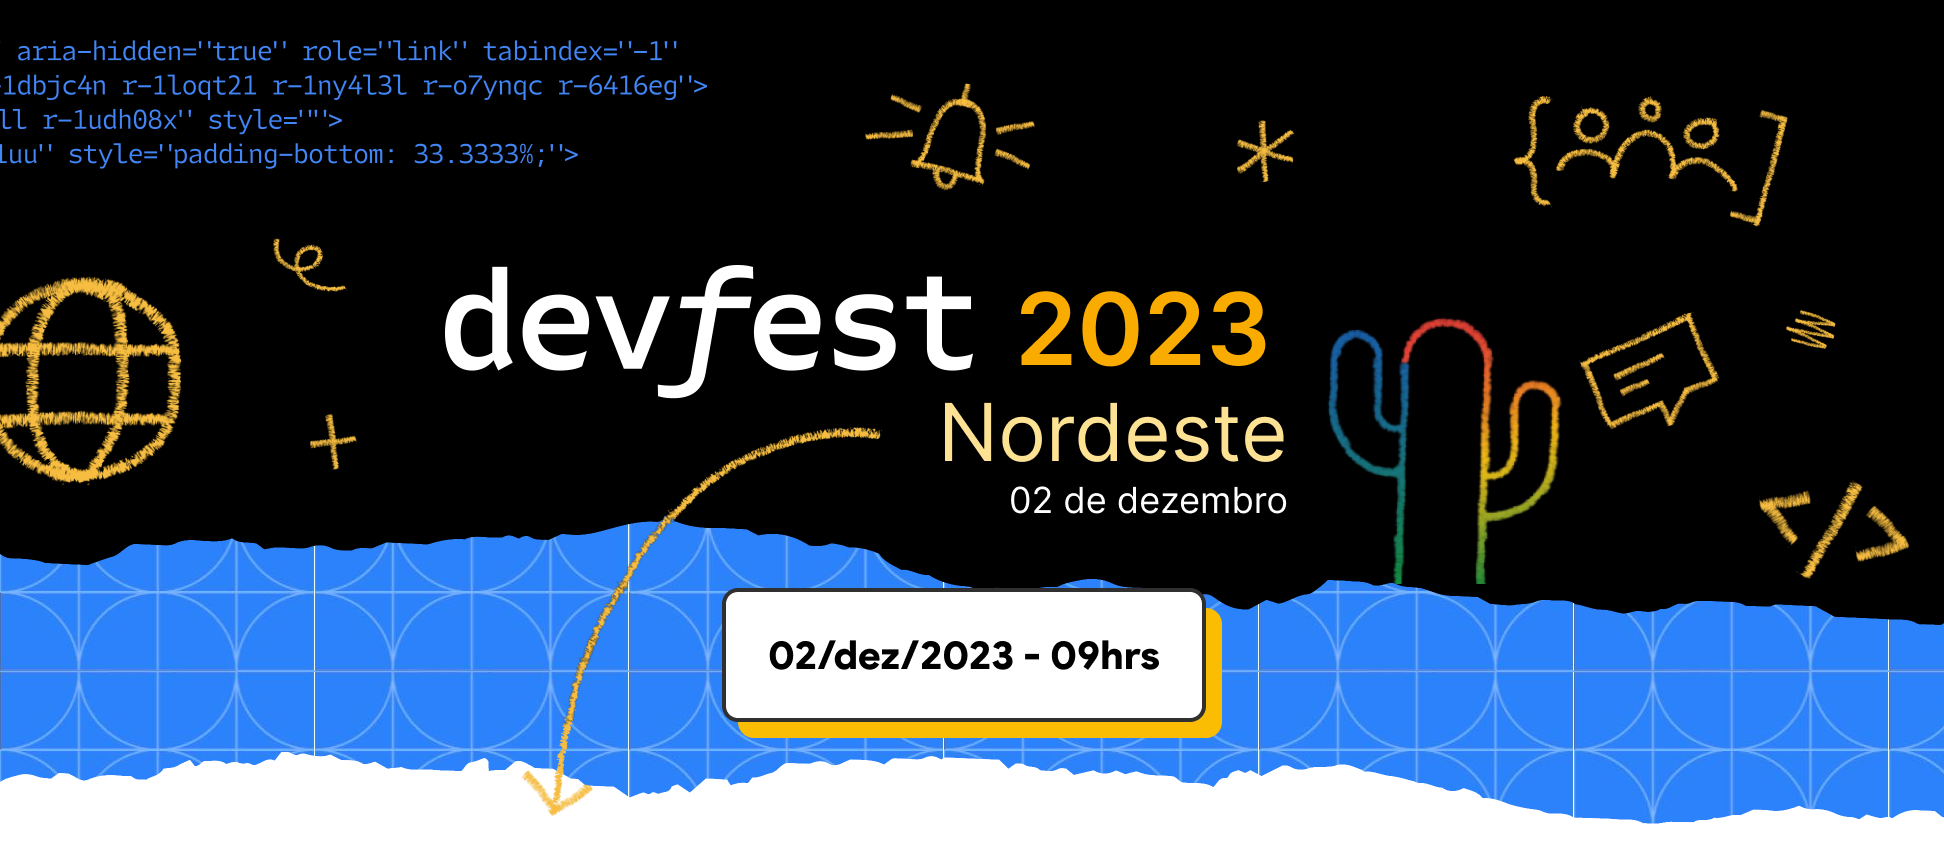 aria-hidden="true" role="link" tabindex="-1"
1dbjc4n r-1loqt21 r-1ny4l3l r-o7ynqc r-6416eg">
ll r-1udh08x" style="">
1uu" style="padding-bottom: 33.3333%;">
devfest 2023
Nordeste
02 de dezembro
</>
02/dez/2023 - 09hrs